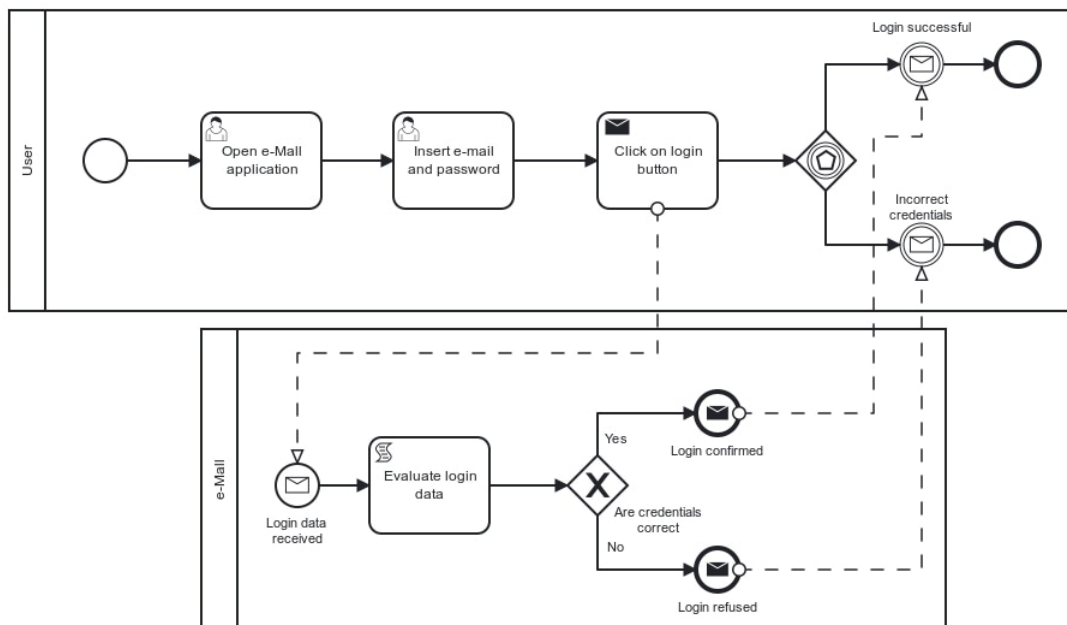 User
Open e-Mall
application
Insert e-mail
and password
Click on login
button
Login successful
Incorrect
credentials
e-Mall
Login data
received
Evaluate login
data
Yes
Are credentials
correct
No
Login confirmed
Login refused